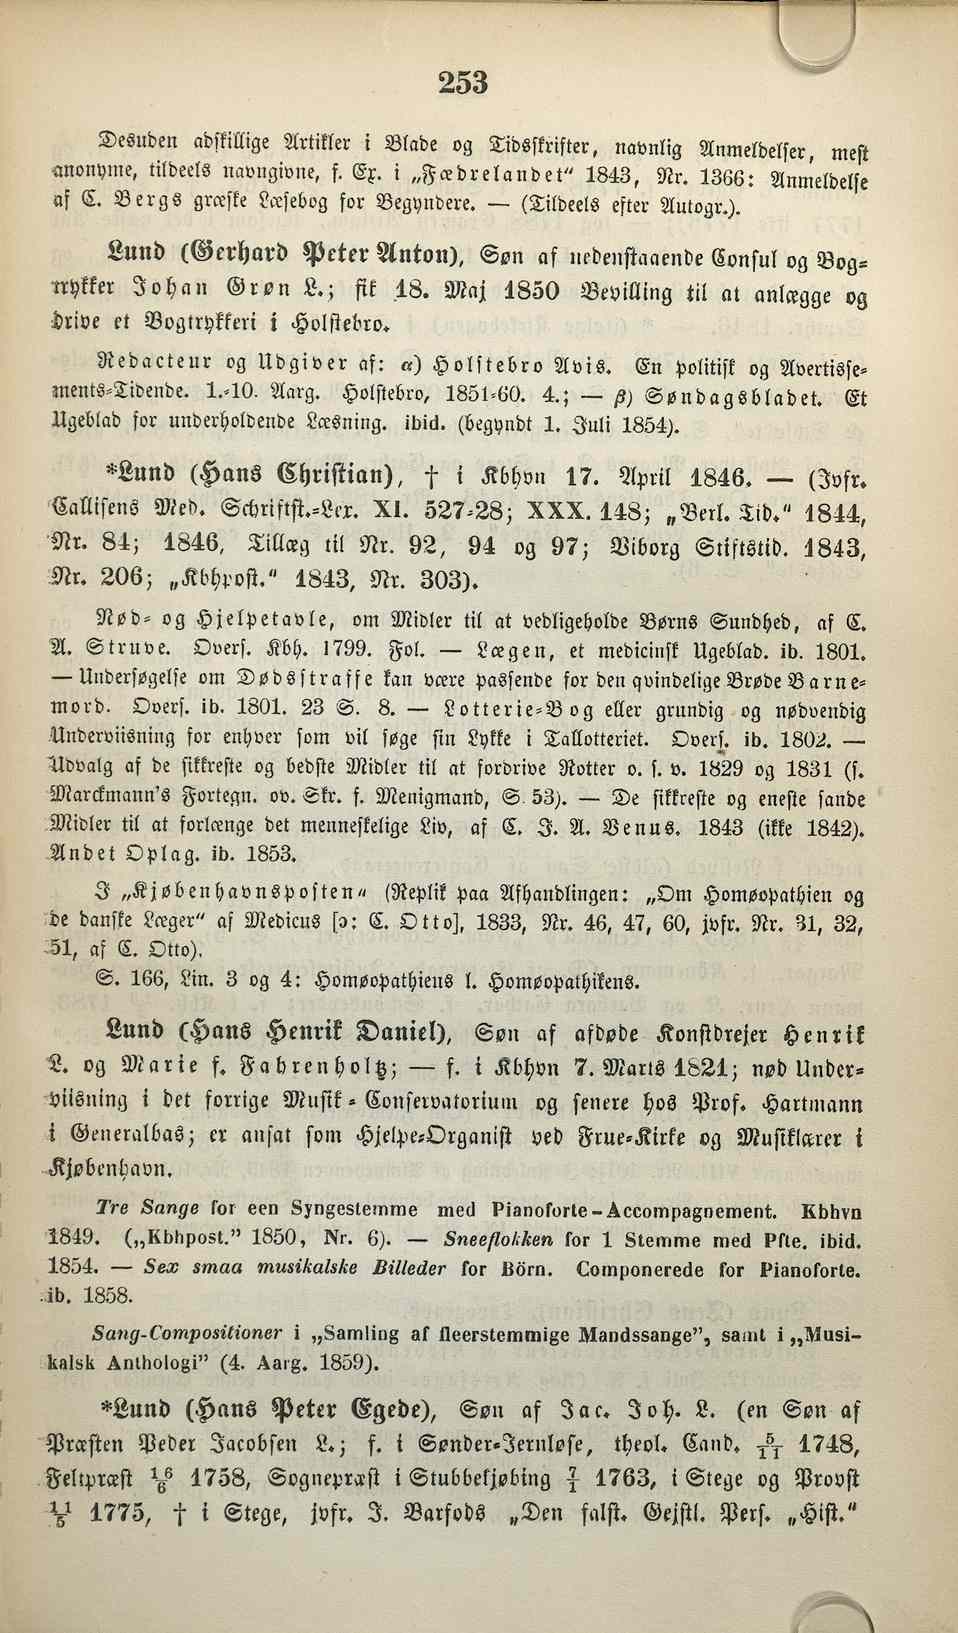 253
Desuden adskillige Artikler i Blade og Tidsskrifter, navnlig Anmeldelser, mest
anonyme, tildeels navngivne, f. Ex. i „Fædrelandet“ 1843, Nr. 1366: Anmeldelse
af C. Bergs græske Læsebog for Begyndere. — (Tildeels efter Autogr.).
Lund (Gerhard Peter Anton), Søn af nedenstaaende Consul og Bog-
trykker Johan Grøn L.; fik 18. Maj 1850 Bevilling til at anlægge og
drive et Bogtrykkeri i Holstebro.
Redacteur og Udgiver af: α) Holstebro Avis. En politisk og Avertisse-
ments-Tidende. 1.-10. Aarg. Holstebro, 1851-60. 4.; — β) Søndagsbladet. Et
Ugeblad for underholdende Læsning. ibid. (begyndt 1. Juli 1854).
*Lund (Hans Christian), † i Kbhvn 17. April 1846. — (Jvfr.
Callisens Med. Schriftst.-Lex. XI. 527-28; XXX. 148; „Berl. Tid.“ 1844,
Nr. 84; 1846, Tillæg til Nr. 92, 94 og 97; Viborg Stiftstid. 1843,
Nr. 206; „Kbhpost.“ 1843, Nr. 303).
Nød- og Hjelpetavle, om Midler til at vedligeholde Børns Sundhed, af C.
A. Struve. Overs. Kbh. 1799. Fol. — Lægen, et medicinsk Ugeblad. ib. 1801.
— Undersøgelse om Dødsstraffe kan være passende for den qvindelige Brøde Barne-
mord. Overs. ib. 1801. 23 S. 8. — Lotterie-Bog eller grundig og nødvendig
Underviisning for enhver som vil søge sin Lykke i Tallotteriet. Overs. ib. 1802. —
Udvalg af de sikkreste og bedste Midler til at fordrive Rotter o. s. v. 1829 og 1831 (s.
Marckmann's Fortegn. ov. Skr. f. Menigmand, S. 53). — De sikkreste og eneste sande
Midler til at forlænge det menneskelige Liv, af C. J. A. Venus. 1843 (ikke 1842).
Andet Oplag. ib. 1853.
I „Kjøbenhavnsposten“ (Replik paa Afhandlingen: „Om Homøopathien og
de danske Læger“ af Medicus [ɔ: C. Otto], 1833, Nr. 46, 47, 60, jvfr. Nr. 31, 32,
51, af C. Otto).
S. 166, Lin. 3 og 4: Homøopathiens l. Homøopathikens.
Lund (Hans Henrik Daniel), Søn af afdøde Konstdrejer Henrik
L. og Marie f. Fahrenholtz; — f. i Kbhvn 7. Marts 1821; nød Under-
viisning i det forrige Musik-Conservatorium og senere hos Prof. Hartmann
i Generalbas; er ansat som Hjelpe-Organist ved Frue-Kirke og Musiklærer i
Kjøbenhavn.
Tre Sange for een Syngestemme med Pianoforte-Accompagnement. Kbhvn
1849. („Kbhpost.” 1850, Nr. 6). — Sneeflokken for 1 Stemme med Pfte. ibid.
1854. — Sex smaa musikalske Billeder for Börn. Componerede for Pianoforte.
ib. 1858.
Sang-Compositioner i „Samling af fleerstemmige Mandssange”, samt i „Musi-
kalsk Anthologi” (4. Aarg. 1859).
*Lund (Hans Peter Egede), Søn af Jac. Joh. L. (en Søn af
Præsten Peder Jacobsen L.; f. i Sønder-Jernløse, theol. Cand. 5/11 1748,
Feltpræst 16/6 1758, Sognepræst i Stubbekjøbing 7/1 1763, i Stege og Provst
11/5 1775, † i Stege, jvfr. J. Barfods „Den falst. Gejstl. Pers. „Hist.“